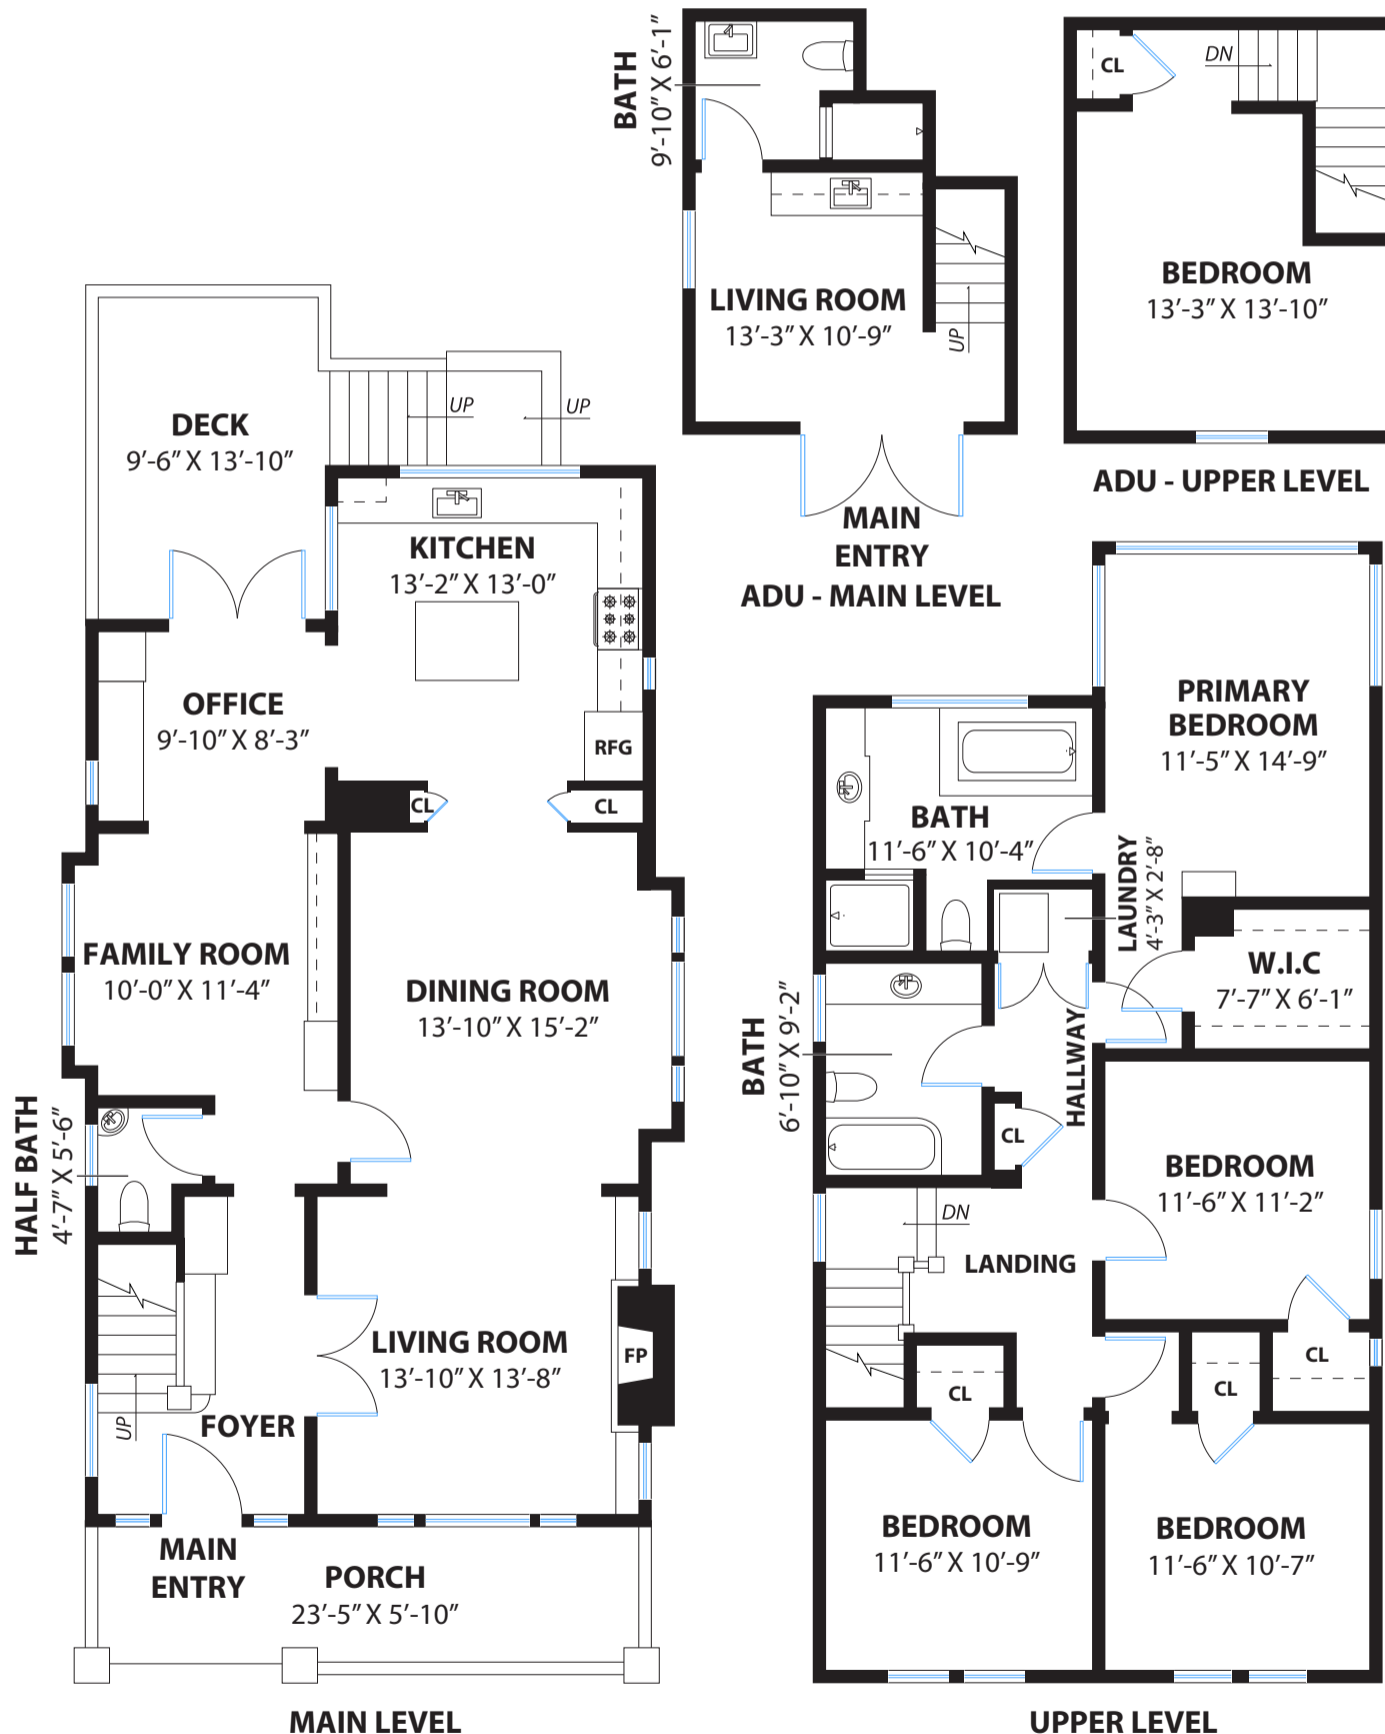 BATH
9'-10" X 6'-1"
LIVING ROOM
13'-3" X 10'-9"
UP
MAIN
ENTRY
ADU - MAIN LEVEL
CL
DN
BEDROOM
13'-3" X 13'-10"
ADU - UPPER LEVEL
DECK
9'-6" X 13'-10"
UP
UP
KITCHEN
13'-2" X 13'-0"
OFFICE
9'-10" X 8'-3"
RFG
CL
CL
FAMILY ROOM
10'-0" X 11'-4"
DINING ROOM
13'-10" X 15'-2"
HALF BATH
4'-7" X 5'-6"
LIVING ROOM
13'-10" X 13'-8"
FP
UP
FOYER
MAIN
ENTRY
PORCH
23'-5" X 5'-10"
MAIN LEVEL
PRIMARY
BEDROOM
11'-5" X 14'-9"
BATH
11'-6" X 10'-4"
LAUNDRY
4'-3" X 2'-8"
W.I.C
7'-7" X 6'-1"
BATH
6'-10" X 9'-2"
HALLWAY
CL
BEDROOM
11'-6" X 11'-2"
DN
LANDING
CL
CL
CL
BEDROOM
11'-6" X 10'-9"
BEDROOM
11'-6" X 10'-7"
UPPER LEVEL